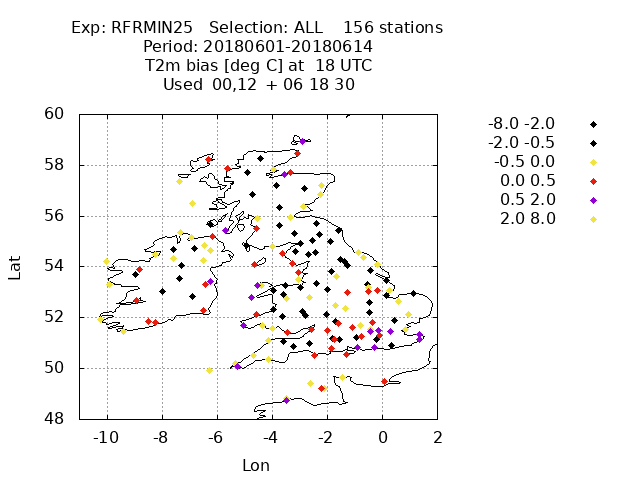 Exp: RFRMIN25 Selection: ALL 156 stations
Period: 20180601-20180614
T2m bias [deg C] at 18 UTC
Used 00,12 + 06 18 30
60
58
56
54
52
50
48
-10 -8 -6 -4 -2 0 2
Lat
Lon
-8.0 -2.0
-2.0 -0.5
-0.5 0.0
0.0 0.5
0.5 2.0
2.0 8.0